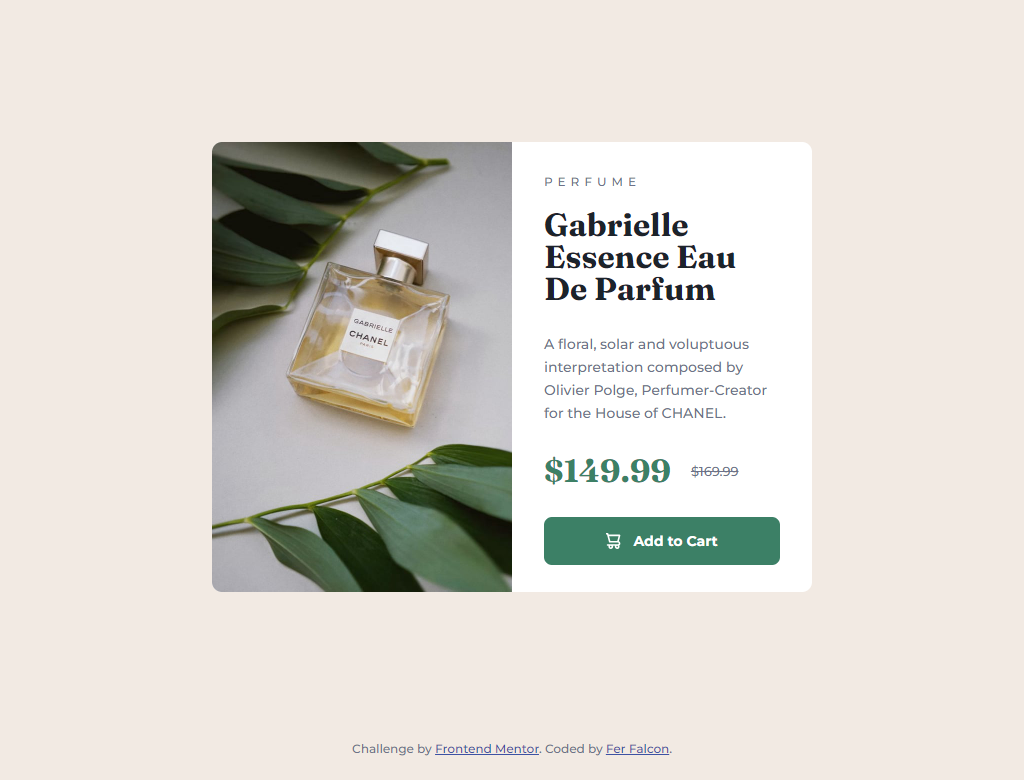 GABRIELLE
CHANEL
PARIS
PERFUME
Gabrielle
Essence Eau
De Parfum
A floral, solar and voluptuous
interpretation composed by
Olivier Polge, Perfumer-Creator
for the House of CHANEL.
$149.99 $169.99
Add to Cart
Challenge by Frontend Mentor. Coded by Fer Falcon.